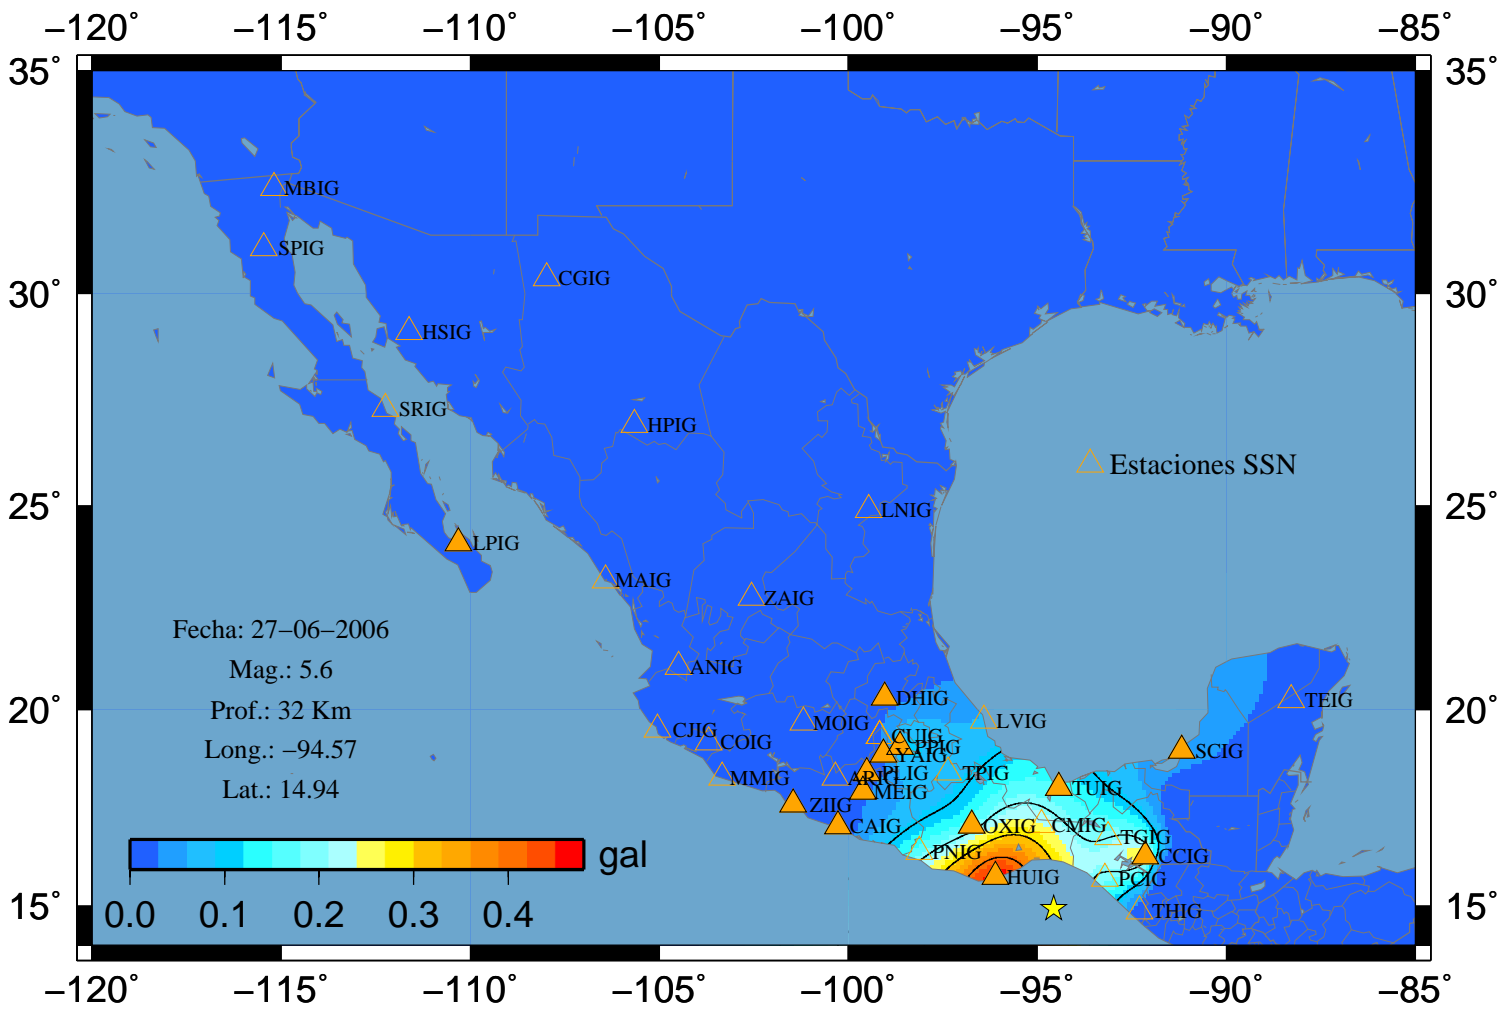 −120˚ −115˚ −110˚ −105˚ −100˚ −95˚ −90˚ −85˚
35˚ 35˚
MBIG
SPIG
CGIG
30˚ 30˚
HSIG
SRIG
HPIG
Estaciones SSN
25˚ LNIG 25˚
LPIG
MAIG
ZAIG
Fecha: 27−06−2006
Mag.: 5.6
ANIG
DHIG
TEIG
20˚ Prof.: 32 Km 20˚
MOIG
LVIG
CJIG
CUIG
COIG
PPIG
Long.: −94.57
SCIG
YAIG
MMIG
ARIG
PLIG
TPIG
Lat.: 14.94
TUIG
MEIG
ZIIG
CAIG
OXIG
CMIG
TGIG
PNIG
CCIG
gal
HUIG
PCIG
THIG
15˚ 0.0 0.1 0.2 0.3 0.4 15˚
−120˚ −115˚ −110˚ −105˚ −100˚ −95˚ −90˚ −85˚